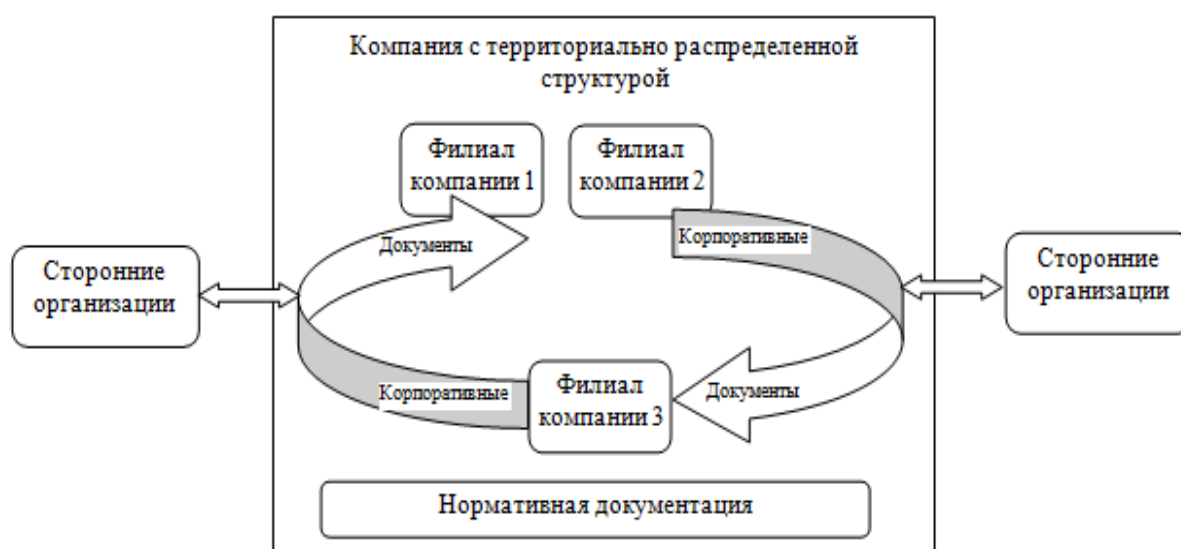 Компания с территориально распределенной
структурой
Филиал
компании 1
Филиал
компании 2
Документы
Корпоративные
Сторонние
организации
Сторонние
организации
Корпоративные
Филиал
компании 3
Документы
Нормативная документация